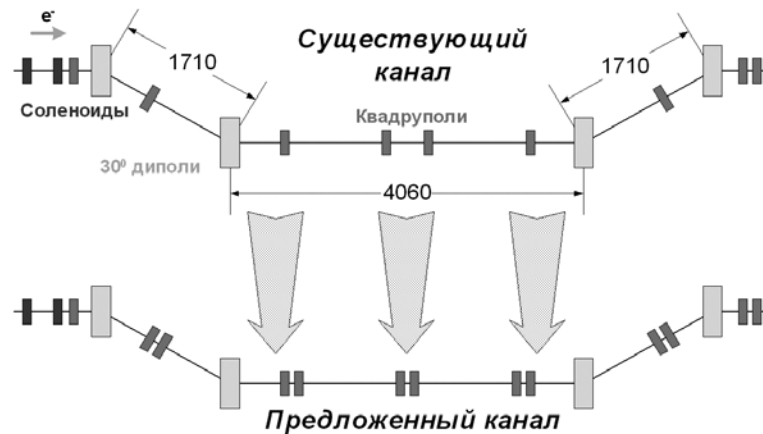 e-
Существующий
канал
1710
1710
Соленоиды
Квадруполи
30⁰ диполи
4060
Предложенный канал